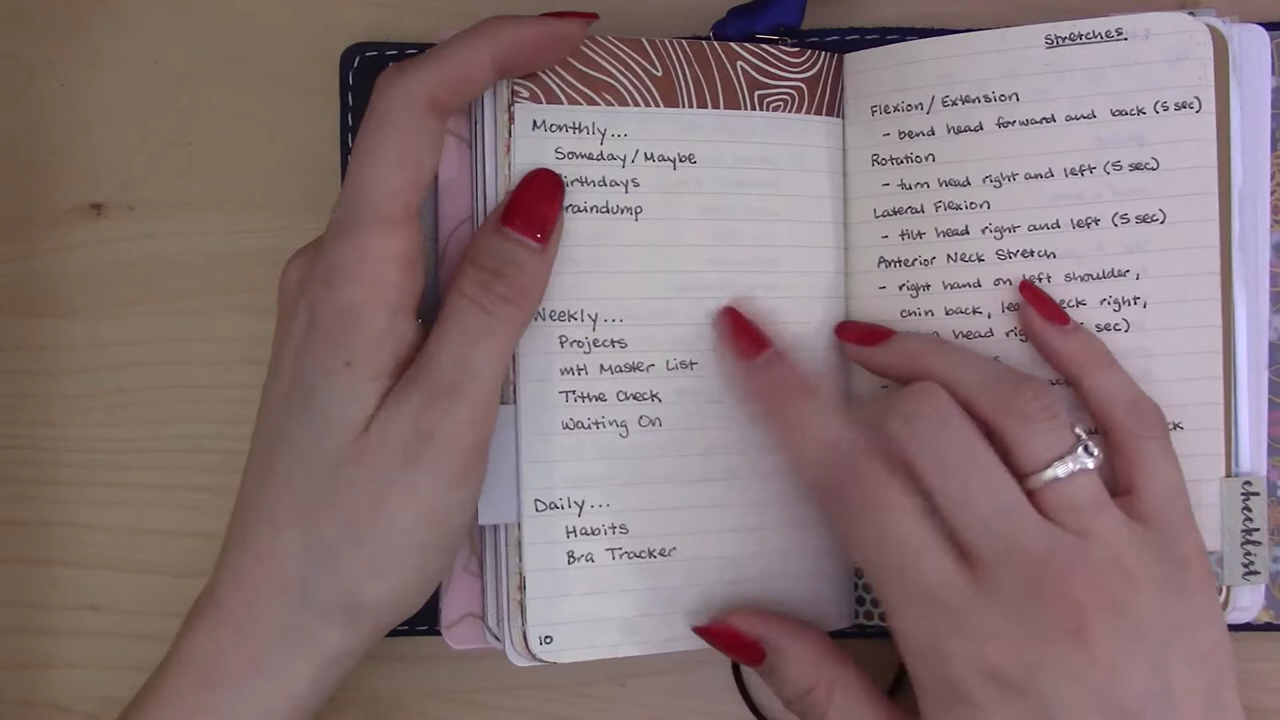 Monthly...
Someday/Maybe
irthdays
raindump
Weekly...
Projects
mtl Master List
Tithe Check
Waiting On
Daily...
Habits
Bra Tracker
10
Stretches
Flexion/Extension
- bend head forward and back (5 sec)
Rotation
- turn head right and left (5 sec)
Lateral Flexion
- tilt head right and left (5 sec)
Anterior Neck Stretch
- right hand on left shoulder,
chin back, neck right,
head sec)
checklist